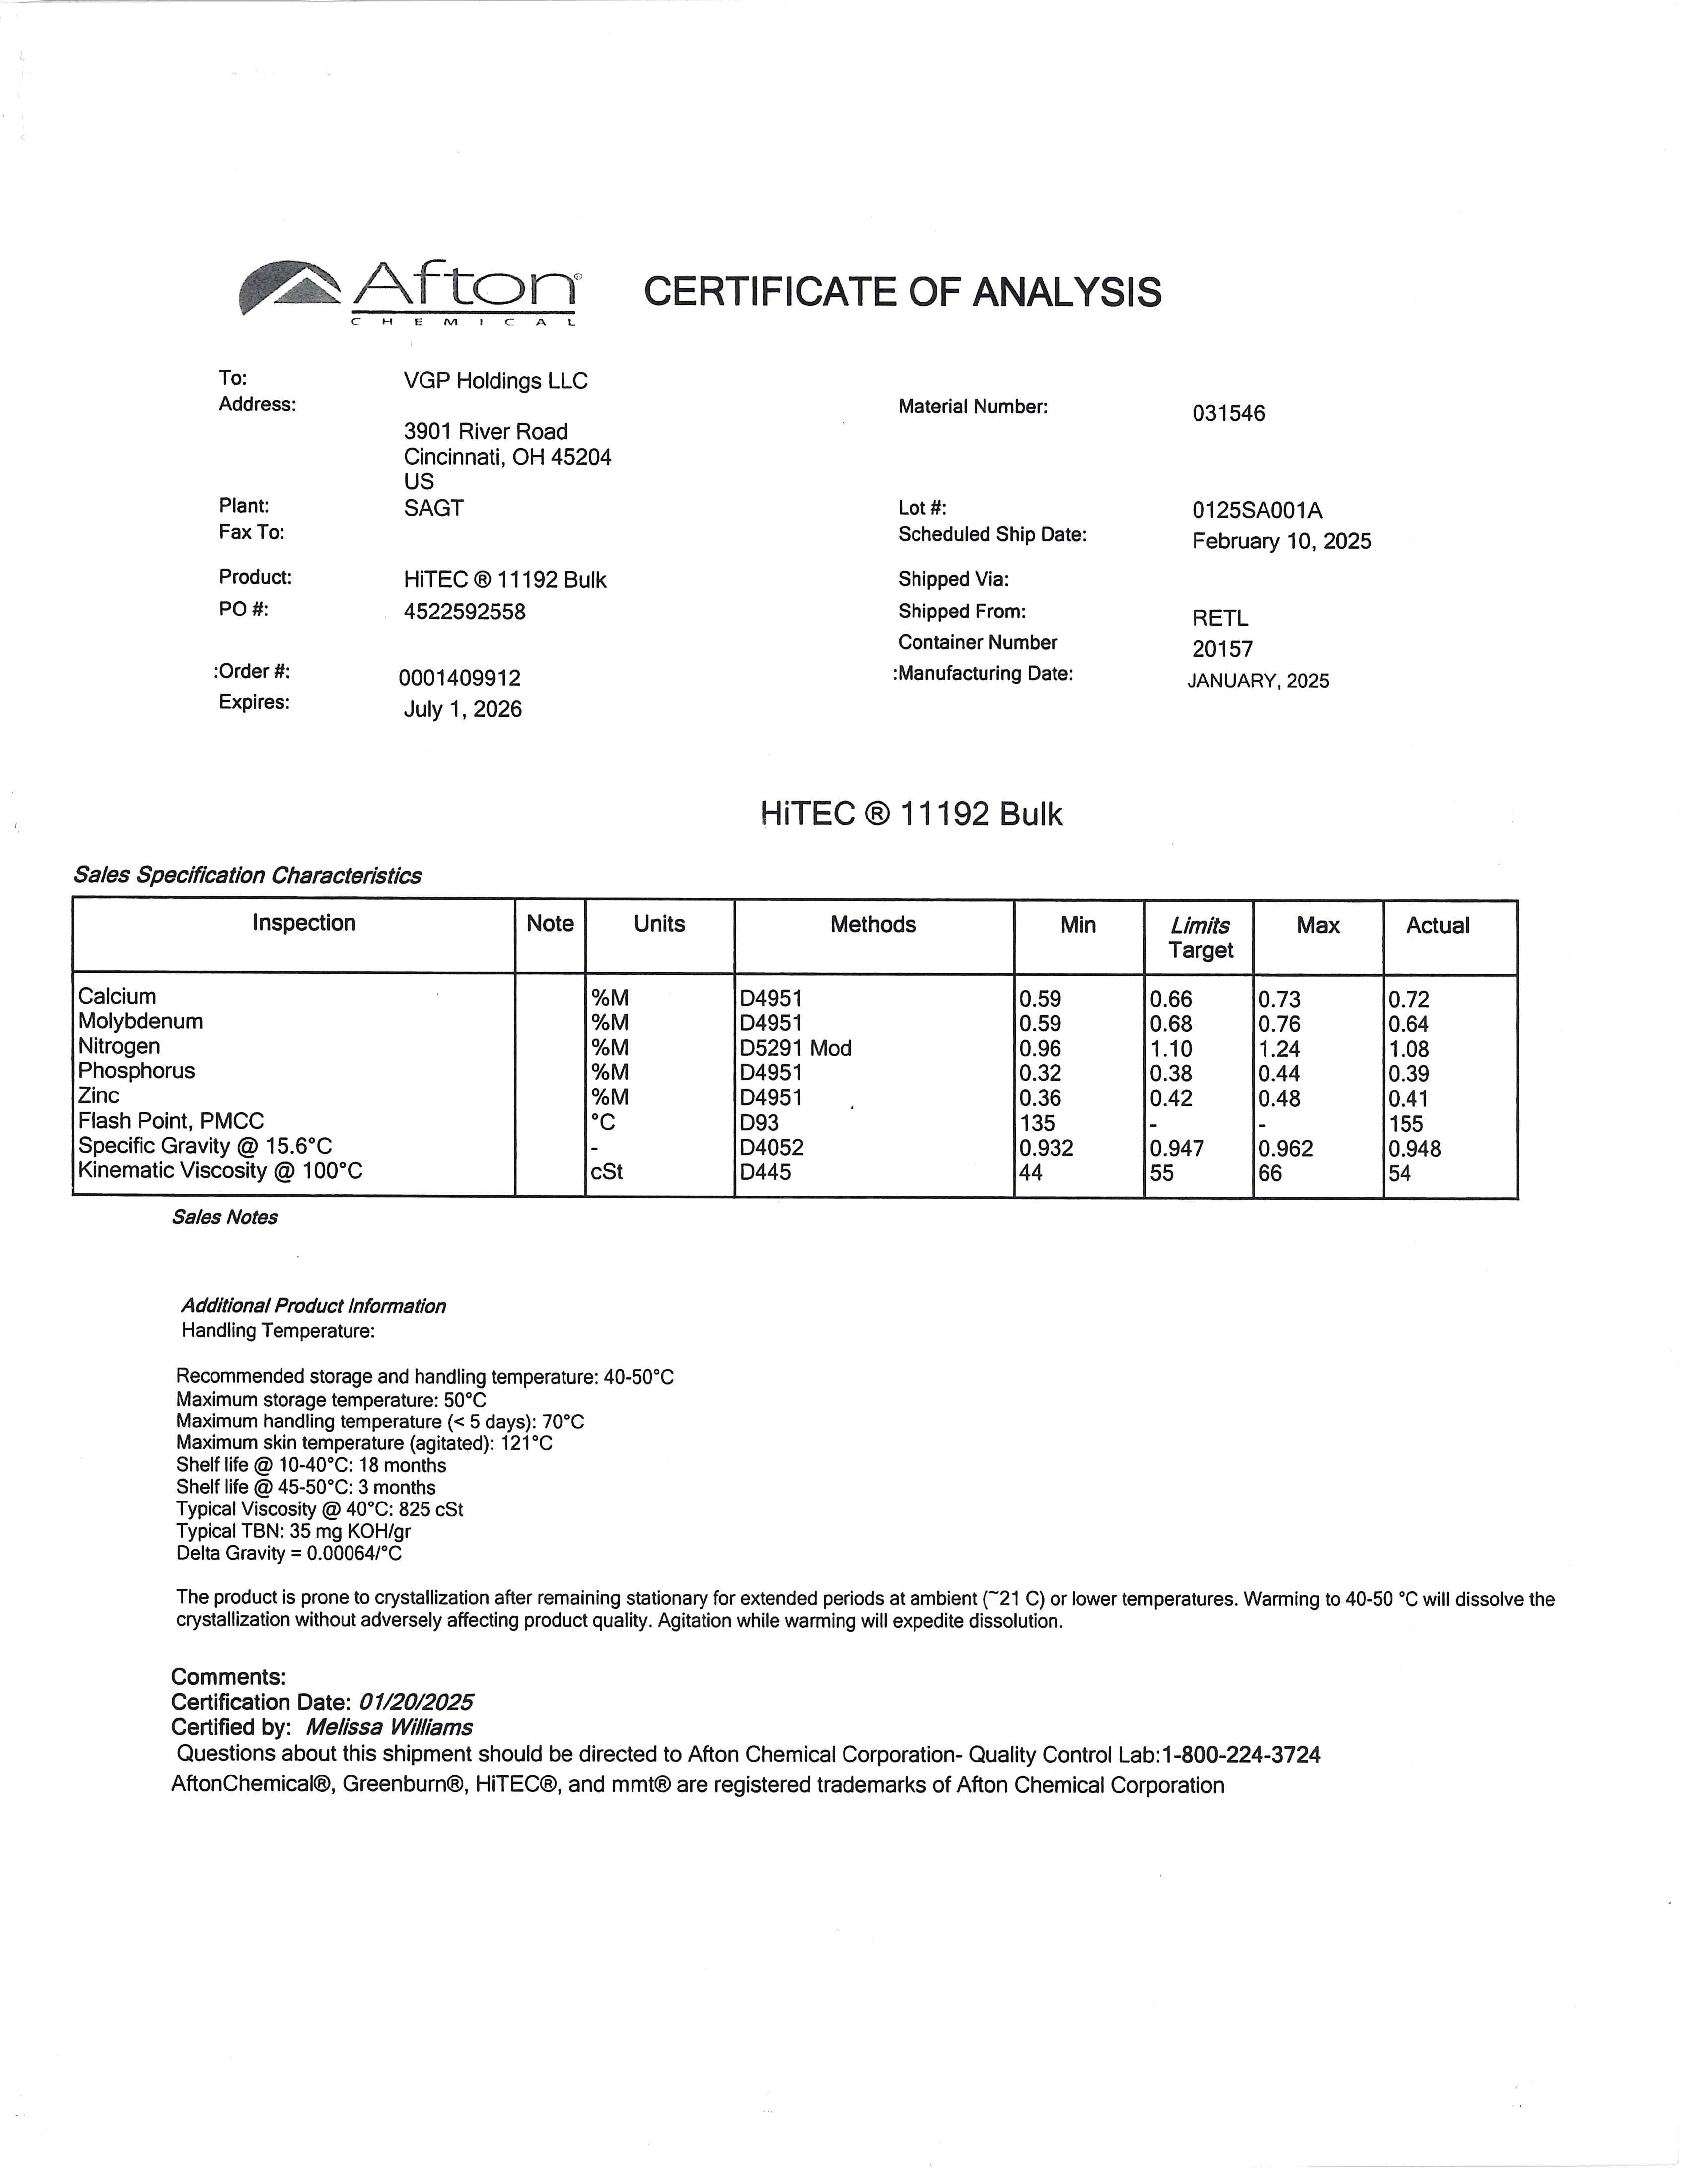 Afton®
CHEMICAL
CERTIFICATE OF ANALYSIS
To: VGP Holdings LLC
Address:
3901 River Road
Cincinnati, OH 45204
US
Material Number: 031546
Plant: SAGT
Fax To:
Lot #: 0125SA001A
Scheduled Ship Date: February 10, 2025
Product: HiTEC ® 11192 Bulk
PO #: 4522592558
Shipped Via:
Shipped From: RETL
Container Number 20157
:Order #: 0001409912
:Manufacturing Date: JANUARY, 2025
Expires: July 1, 2026
HiTEC ® 11192 Bulk
Sales Specification Characteristics
Inspection Note Units Methods Min Limits Target Max Actual
Calcium %M D4951 0.59 0.66 0.73 0.72
Molybdenum %M D4951 0.59 0.68 0.76 0.64
Nitrogen %M D5291 Mod 0.96 1.10 1.24 1.08
Phosphorus %M D4951 0.32 0.38 0.44 0.39
Zinc %M D4951 0.36 0.42 0.48 0.41
Flash Point, PMCC °C D93 135 - - 155
Specific Gravity @ 15.6°C - D4052 0.932 0.947 0.962 0.948
Kinematic Viscosity @ 100°C cSt D445 44 55 66 54
Sales Notes
Additional Product Information
Handling Temperature:
Recommended storage and handling temperature: 40-50°C
Maximum storage temperature: 50°C
Maximum handling temperature (< 5 days): 70°C
Maximum skin temperature (agitated): 121°C
Shelf life @ 10-40°C: 18 months
Shelf life @ 45-50°C: 3 months
Typical Viscosity @ 40°C: 825 cSt
Typical TBN: 35 mg KOH/gr
Delta Gravity = 0.00064/°C
The product is prone to crystallization after remaining stationary for extended periods at ambient (~21 C) or lower temperatures. Warming to 40-50 °C will dissolve the
crystallization without adversely affecting product quality. Agitation while warming will expedite dissolution.
Comments:
Certification Date: 01/20/2025
Certified by: Melissa Williams
Questions about this shipment should be directed to Afton Chemical Corporation- Quality Control Lab:1-800-224-3724
AftonChemical®, Greenburn®, HiTEC®, and mmt® are registered trademarks of Afton Chemical Corporation